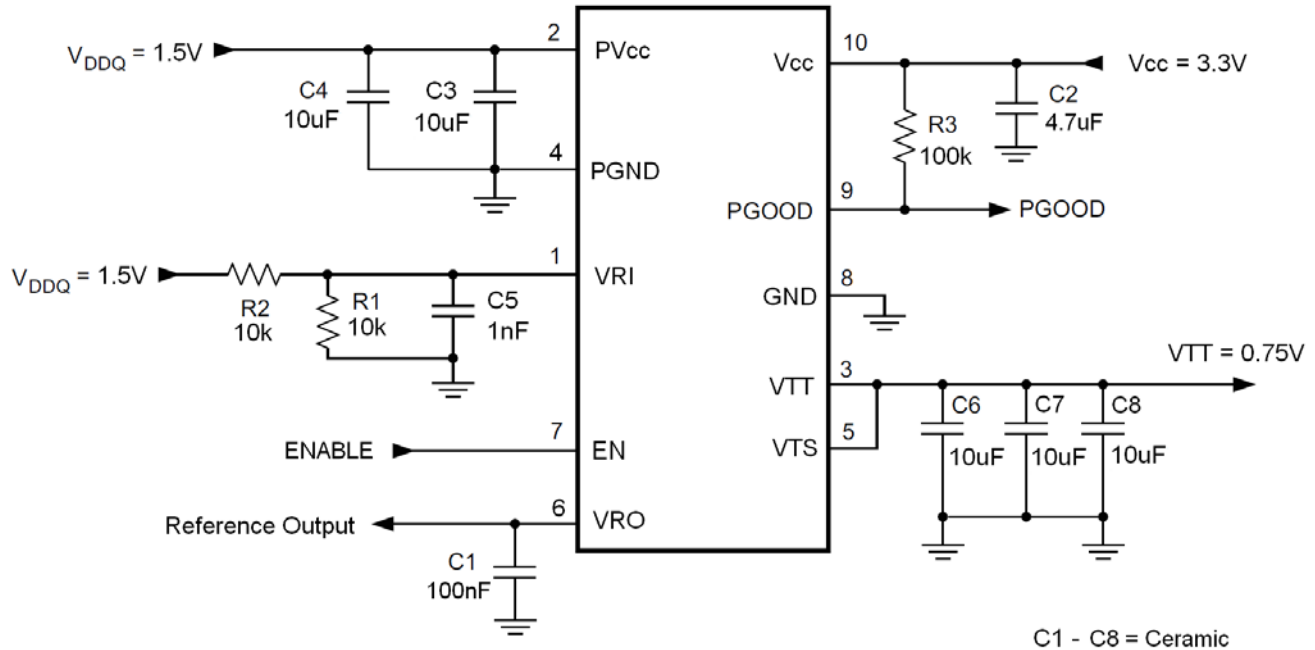 V_DDQ = 1.5V
2
PVcc
C4
10uF
C3
10uF
4
PGND
V_DDQ = 1.5V
1
VRI
R2
10k
R1
10k
C5
1nF
ENABLE
7
EN
Reference Output
6
VRO
C1
100nF
10
Vcc
Vcc = 3.3V
R3
100k
C2
4.7uF
9
PGOOD
PGOOD
8
GND
VTT = 0.75V
3
VTT
5
VTS
C6
10uF
C7
10uF
C8
10uF
C1 - C8 = Ceramic